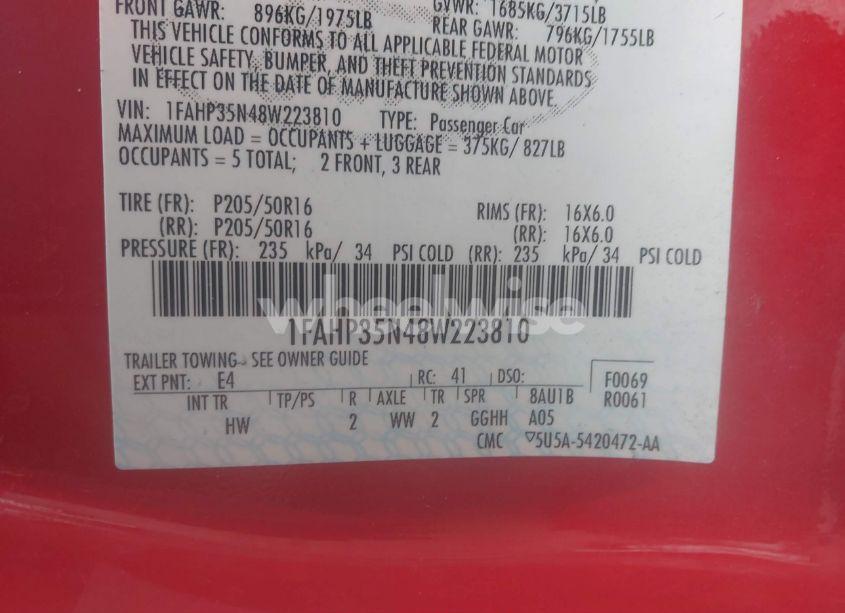 FRONT GAWR: 896KG/1975LB GVWR: 1685KG/3715LB
REAR GAWR: 796KG/1755LB
THIS VEHICLE CONFORMS TO ALL APPLICABLE FEDERAL MOTOR
VEHICLE SAFETY, BUMPER, AND THEFT PREVENTION STANDARDS
IN EFFECT ON THE DATE OF MANUFACTURE SHOWN ABOVE.
VIN: 1FAHP35N48W223810 TYPE: Passenger Car
MAXIMUM LOAD = OCCUPANTS + LUGGAGE = 375KG/ 827LB
OCCUPANTS = 5 TOTAL; 2 FRONT, 3 REAR
TIRE (FR): P205/50R16 RIMS (FR): 16X6.0
(RR): P205/50R16 (RR): 16X6.0
PRESSURE (FR): 235 kPa/ 34 PSI COLD (RR): 235 kPa/ 34 PSI COLD
wheelwise
1FAHP35N48W223810
TRAILER TOWING- SEE OWNER GUIDE
EXT PNT: E4 RC: 41 DSO: F0069
INT TR TP/PS R AXLE TR SPR 8AU1B R0061
HW 2 WW 2 GGHH A05
CMC ▽5U5A-5420472-AA